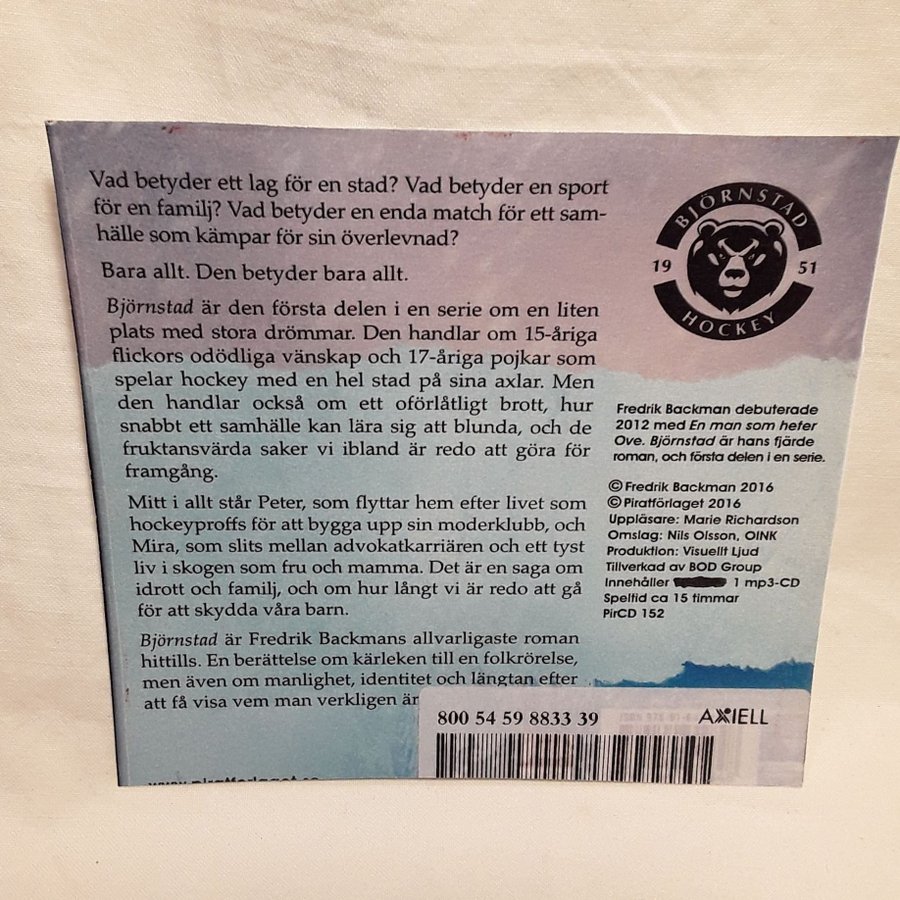 Vad betyder ett lag för en stad? Vad betyder en sport
för en familj? Vad betyder en enda match för ett sam-
hälle som kämpar för sin överlevnad?
Bara allt. Den betyder bara allt.
Björnstad är den första delen i en serie om en liten
plats med stora drömmar. Den handlar om 15-åriga
flickors odödliga vänskap och 17-åriga pojkar som
spelar hockey med en hel stad på sina axlar. Men
den handlar också om ett oförlåtligt brott, hur
snabbt ett samhälle kan lära sig att blunda, och de
fruktansvärda saker vi ibland är redo att göra för
framgång.
Mitt i allt står Peter, som flyttar hem efter livet som
hockeyproffs för att bygga upp sin moderklubb, och
Mira, som slits mellan advokatkarriären och ett tyst
liv i skogen som fru och mamma. Det är en saga om
idrott och familj, och om hur långt vi är redo att gå
för att skydda våra barn.
Björnstad är Fredrik Backmans allvarligaste roman
hittills. En berättelse om kärleken till en folkrörelse,
men även om manlighet, identitet och längtan efter
att få visa vem man verkligen är
www.piratforlaget.se
BJÖRNSTAD
19 51
HOCKEY
Fredrik Backman debuterade
2012 med En man som heter
Ove. Björnstad är hans fjärde
roman, och första delen i en serie.
© Fredrik Backman 2016
© Piratförlaget 2016
Uppläsare: Marie Richardson
Omslag: Nils Olsson, OINK
Produktion: Visuellt Ljud
Tillverkad av BOD Group
Innehåller 1 mp3-CD
Speltid ca 15 timmar
PirCD 152
800 54 59 8833 39 AXIELL